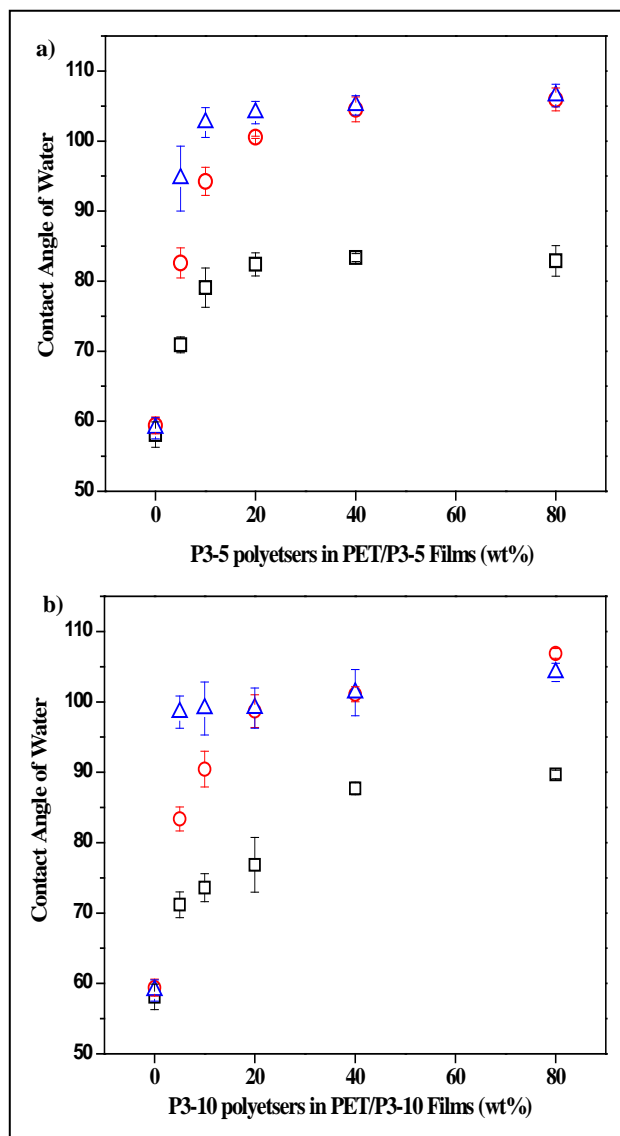 a)
110
100
90
80
70
60
50
Contact Angle of Water
0 20 40 60 80
P3-5 polyetsers in PET/P3-5 Films (wt%)
b)
110
100
90
80
70
60
50
Contact Angle of Water
0 20 40 60 80
P3-10 polyetsers in PET/P3-10 Films (wt%)